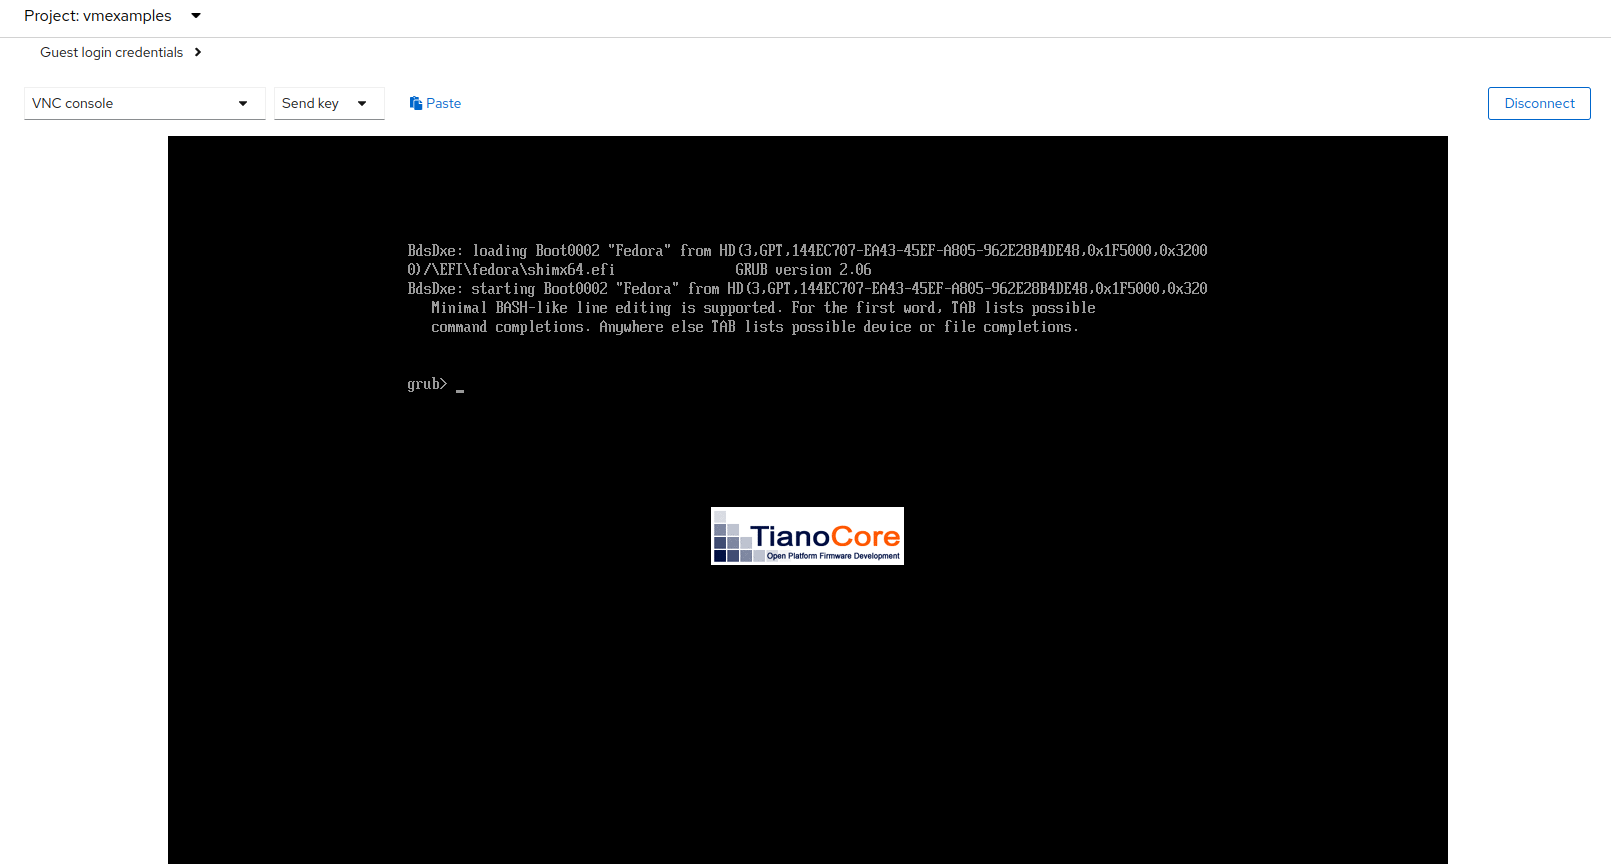 Project: vmexamples
Guest login credentials
VNC console Send key Paste Disconnect
BdsDxe: loading Boot0002 "Fedora" from HD(3,GPT,144EC707-EA43-45EF-A805-962E28B4DE48,0x1F5000,0x3200
0)/\EFI\fedora\shimx64.efi GRUB version 2.06
BdsDxe: starting Boot0002 "Fedora" from HD(3,GPT,144EC707-EA43-45EF-A805-962E28B4DE48,0x1F5000,0x320
Minimal BASH-like line editing is supported. For the first word, TAB lists possible
command completions. Anywhere else TAB lists possible device or file completions.
grub> _
TianoCore
Open Platform Firmware Development